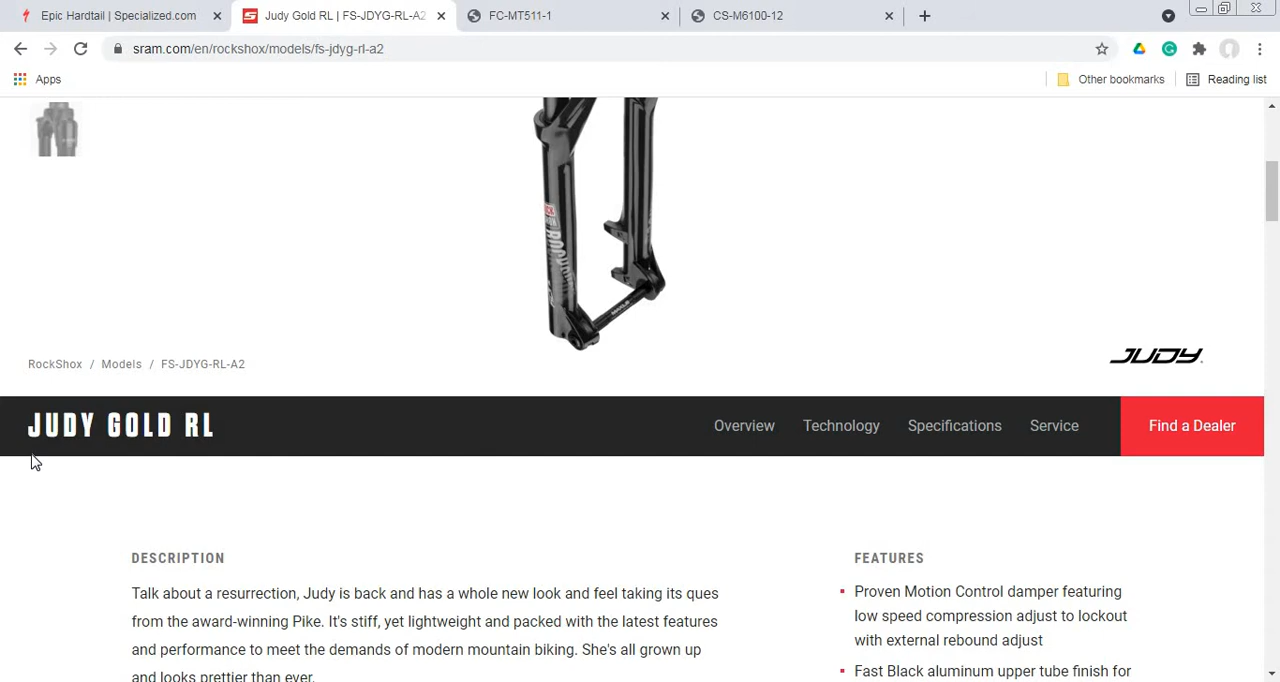 Epic Hardtail | Specialized.com
Judy Gold RL | FS-JDYG-RL-A2
FC-MT511-1
CS-M6100-12
sram.com/en/rockshox/models/fs-jdyg-rl-a2
Apps
Other bookmarks
Reading list
RockShox / Models / FS-JDYG-RL-A2
JUDY
JUDY GOLD RL
Overview
Technology
Specifications
Service
Find a Dealer
DESCRIPTION
Talk about a resurrection, Judy is back and has a whole new look and feel taking its ques
from the award-winning Pike. It's stiff, yet lightweight and packed with the latest features
and performance to meet the demands of modern mountain biking. She's all grown up
and looks prettier than ever.
FEATURES
Proven Motion Control damper featuring
low speed compression adjust to lockout
with external rebound adjust
Fast Black aluminum upper tube finish for